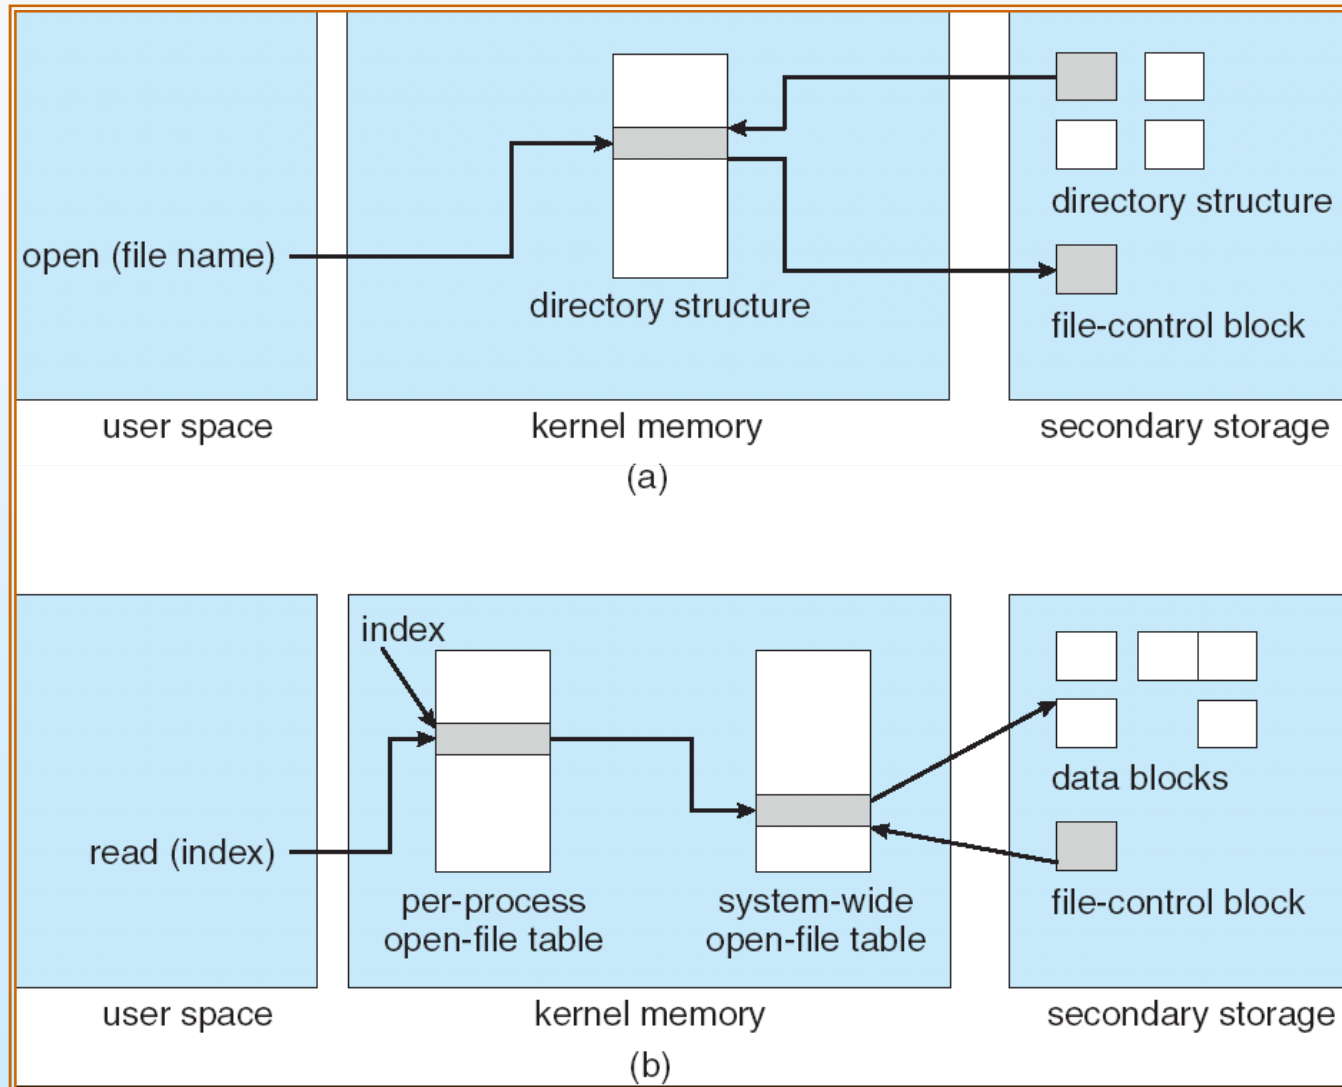 open (file name)
directory structure
directory structure
file-control block
user space
kernel memory
secondary storage
(a)
index
read (index)
per-process
open-file table
system-wide
open-file table
data blocks
file-control block
user space
kernel memory
secondary storage
(b)